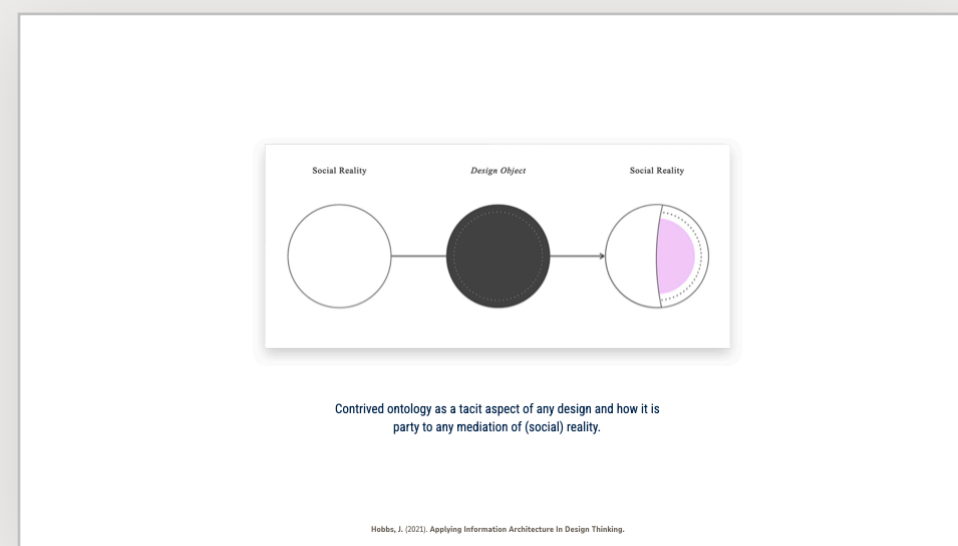 Social Reality
Design Object
Social Reality
Contrived ontology as a tacit aspect of any design and how it is
party to any mediation of (social) reality.
Hobbs, J. (2021). Applying Information Architecture In Design Thinking.